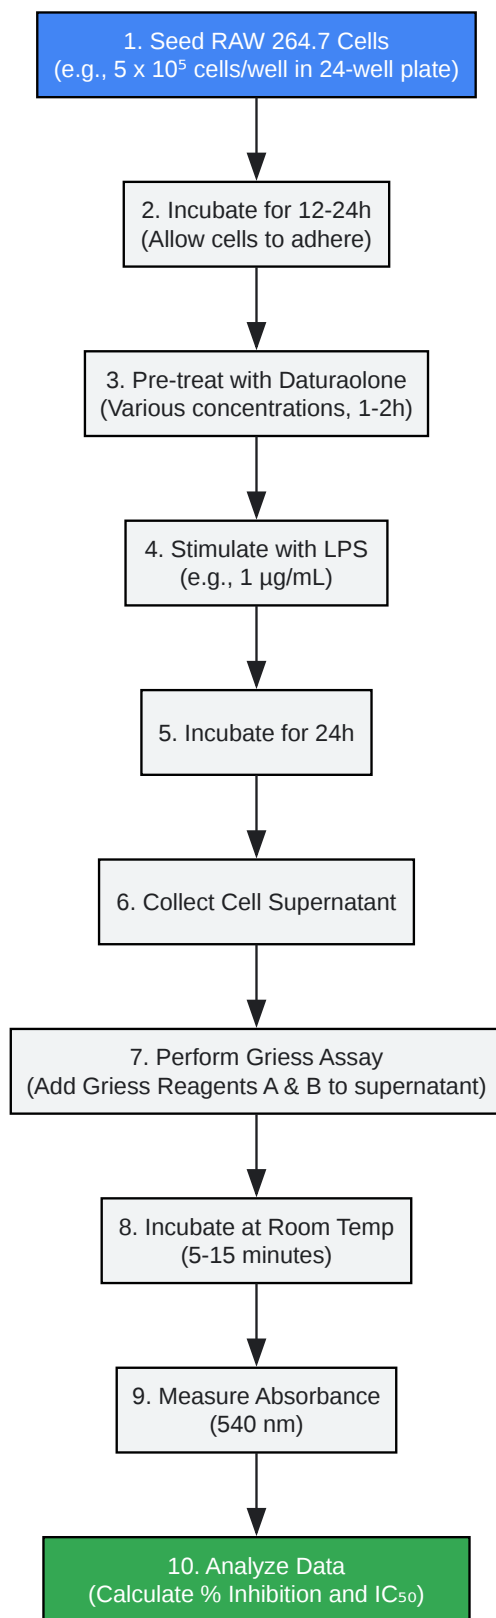 1. Seed RAW 264.7 Cells
(e.g., 5 x 10⁵ cells/well in 24-well plate)
2. Incubate for 12-24h
(Allow cells to adhere)
3. Pre-treat with Daturaolone
(Various concentrations, 1-2h)
4. Stimulate with LPS
(e.g., 1 µg/mL)
5. Incubate for 24h
6. Collect Cell Supernatant
7. Perform Griess Assay
(Add Griess Reagents A & B to supernatant)
8. Incubate at Room Temp
(5-15 minutes)
9. Measure Absorbance
(540 nm)
10. Analyze Data
(Calculate % Inhibition and IC₅₀)